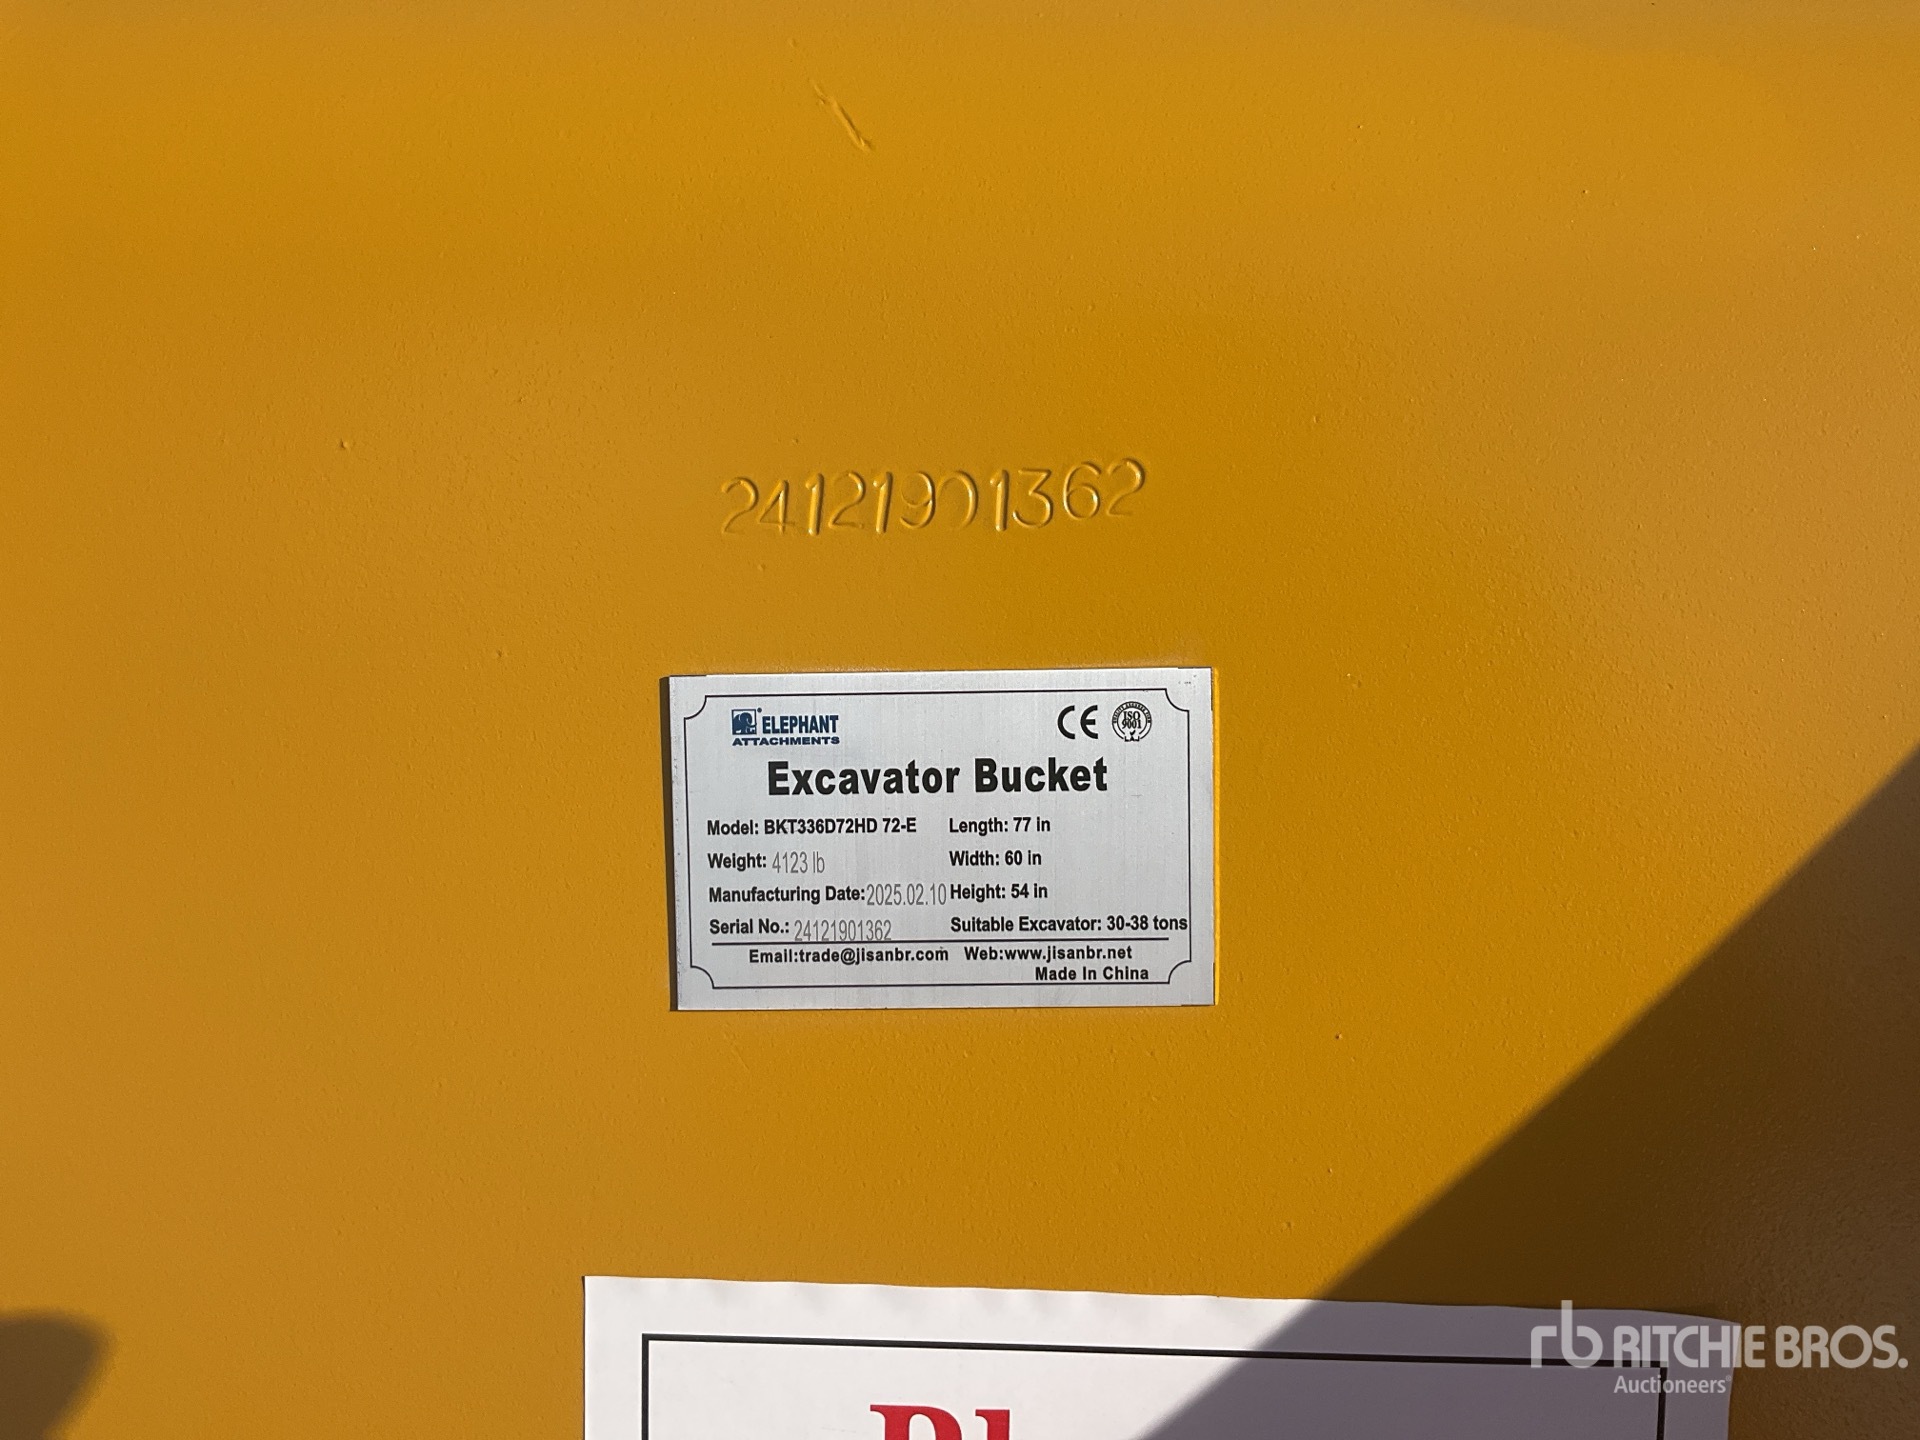 24121901362
ELEPHANT
ATTACHMENTS
CE
ISO
9001
Excavator Bucket
Model: BKT336D72HD 72-E Length: 77 in
Weight: 4123 lb Width: 60 in
Manufacturing Date: 2025.02.10 Height: 54 in
Serial No.: 24121901362 Suitable Excavator: 30-38 tons
Email:trade@jisanbr.com Web:www.jisanbr.net
Made In China
rb RITCHIE BROS.
Auctioneers